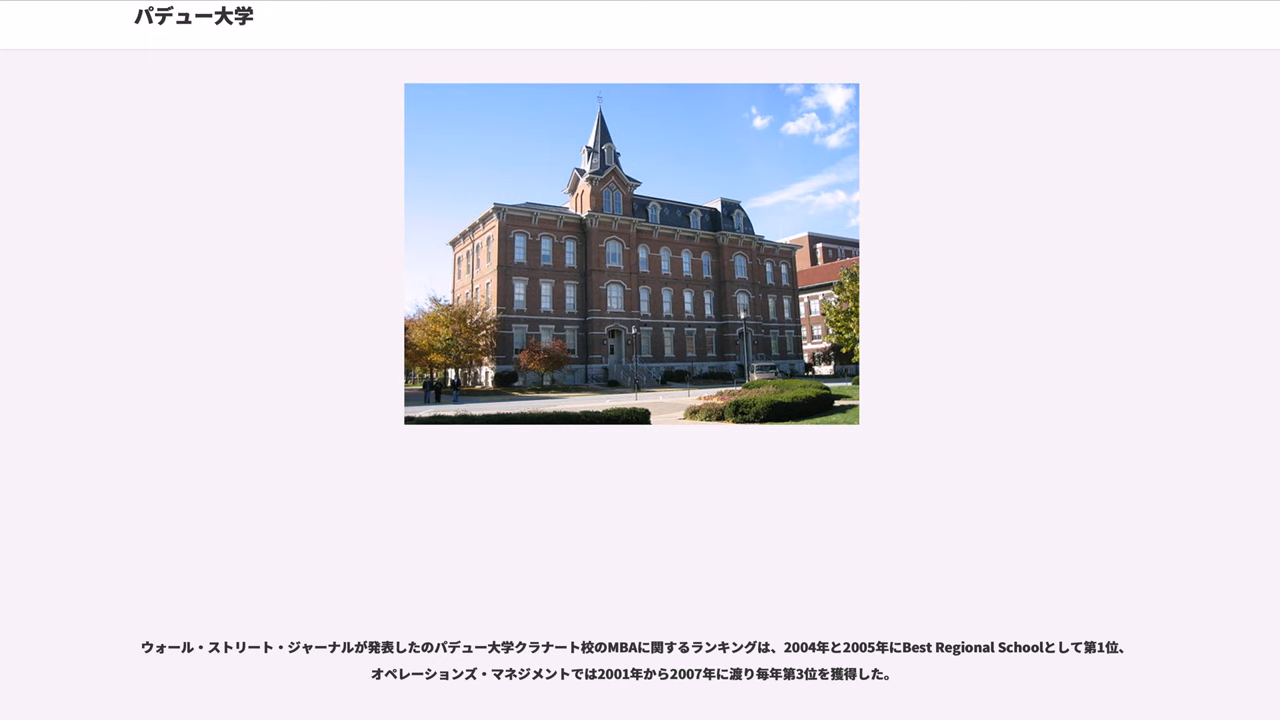 パデュー大学
ウォール・ストリート・ジャーナルが発表したのパデュー大学クラナート校のMBAに関するランキングは、2004年と2005年にBest Regional Schoolとして第1位、
オペレーションズ・マネジメントでは2001年から2007年に渡り毎年第3位を獲得した。